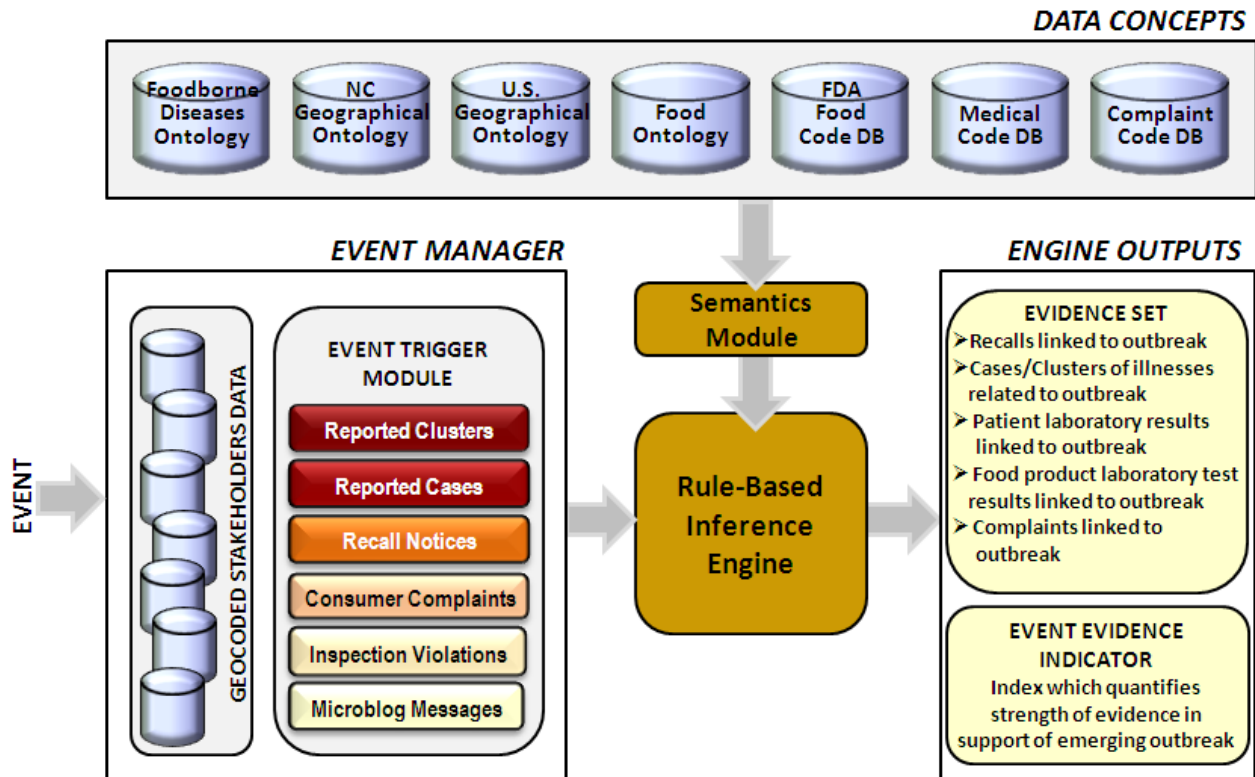 DATA CONCEPTS
Foodborne
Diseases
Ontology
NC
Geographical
Ontology
U.S.
Geographical
Ontology
Food
Ontology
FDA
Food
Code DB
Medical
Code DB
Complaint
Code DB
EVENT MANAGER
EVENT
GEOCODED STAKEHOLDERS DATA
EVENT TRIGGER
MODULE
Reported Clusters
Reported Cases
Recall Notices
Consumer Complaints
Inspection Violations
Microblog Messages
Semantics
Module
Rule-Based
Inference
Engine
ENGINE OUTPUTS
EVIDENCE SET
➢Recalls linked to outbreak
➢Cases/Clusters of illnesses
related to outbreak
➢Patient laboratory results
linked to outbreak
➢Food product laboratory test
results linked to outbreak
➢Complaints linked to
outbreak
EVENT EVIDENCE
INDICATOR
Index which quantifies
strength of evidence in
support of emerging outbreak